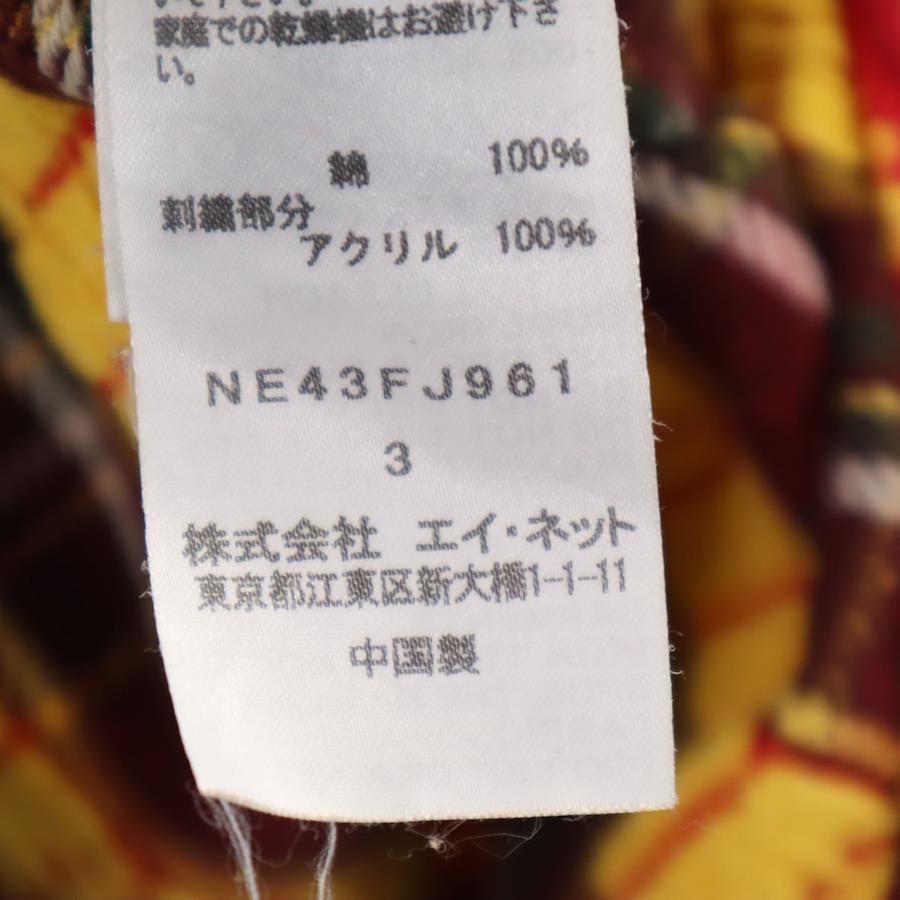 家庭での乾燥機はお避け下さ
い。
綿 100%
刺繍部分
アクリル 100%
NE43FJ961
3
株式会社 エイ・ネット
東京都江東区新大橋1-1-11
中国製